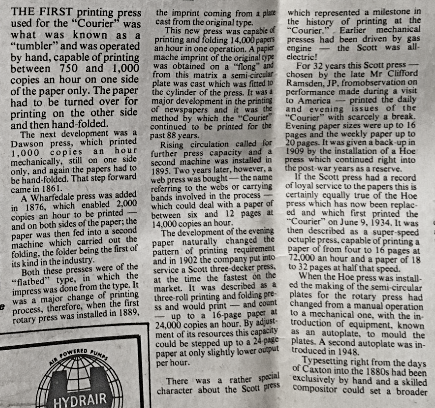 THE FIRST printing press
used for the "Courier" was
what was known as a
"tumbler" and was operated
by hand, capable of printing
between 750 and 1,000
copies an hour on one side
of the paper only. The paper
had to be turned over for
printing on the other side
and then hand-folded.
The next development was a
Dawson press, which printed
1,000 copies an hour
mechanically, still on one side
only, and again the papers had to
be hand-folded. That step forward
came in 1861.
A Wharfedale press was added
in 1876, which enabled 2,000
copies an hour to be printed —
and on both sides of the paper; the
paper was then fed into a second
machine which carried out the
folding, the folder being the first of
its kind in the industry.
Both these presses were of the
"flatbed" type, in which the
impress was done from the type. It
was a major change of printing
process, therefore, when the first
rotary press was installed in 1889,
the imprint coming from a plate
cast from the original type.
This new press was capable of
printing and folding 14,000 papers
an hour in one operation. A papier
mache imprint of the original type
was obtained on a "flong" and
from this matrix a semi-circular
plate was cast which was fitted to
the cylinder of the press. It was a
major development in the printing
of newspapers and it was the
method by which the "Courier"
continued to be printed for the
past 88 years.
Rising circulation called for
further press capacity and a
second machine was installed in
1895. Two years later, however, a
web press was bought — the name
referring to the webs or carrying
bands involved in the process —
which could deal with a paper of
between six and 12 pages at
14,000 copies an hour.
The development of the evening
paper naturally changed the
pattern of printing requirement
and in 1902 the company put into
service a Scott three-decker press,
at the time the fastest on the
market. It was described as a
three-roll printing and folding pre-
ss and would print — and count
— up to a 16-page paper at
24,000 copies an hour. By adjust-
ment of its resources this capacity
could be stepped up to a 24-page
paper at only slightly lower output
per hour.
There was a rather special
character about the Scott press
which represented a milestone in
the history of printing at the
"Courier." Earlier mechanical
presses had been driven by gas
engine — the Scott was all-
electric!
For 32 years this Scott press —
chosen by the late Mr Clifford
Ramsden, JP, from observation on
performance made during a visit
to America — printed the daily
and evening issues of the
"Courier" with scarcely a break.
Evening paper sizes were up to 16
pages and the weekly paper up to
20 pages. It was given a back-up in
1909 by the installation of a Hoe
press which continued right into
the post-war years as a reserve.
If the Scott press had a record
of loyal service to the papers this is
certainly equally true of the Hoe
press which has now been replac-
ed and which first printed the
"Courier" on June 9, 1934. It was
then described as a super-speed
octuple press, capable of printing a
paper of from four to 16 pages at
72,000 an hour and a paper of 18
to 32 pages at half that speed.
When the Hoe press was install-
ed the making of the semi-circular
plates for the rotary press had
changed from a manual operation
to a mechanical one, with the in-
troduction of equipment, known
as an autoplate, to mould the
plates. A second autoplate was in-
troduced in 1948.
Typesetting right from the days
of Caxton into the 1880s had been
exclusively by hand and a skilled
compositor could set a broader
AIR POWERED PUMPS
HYDRAIR